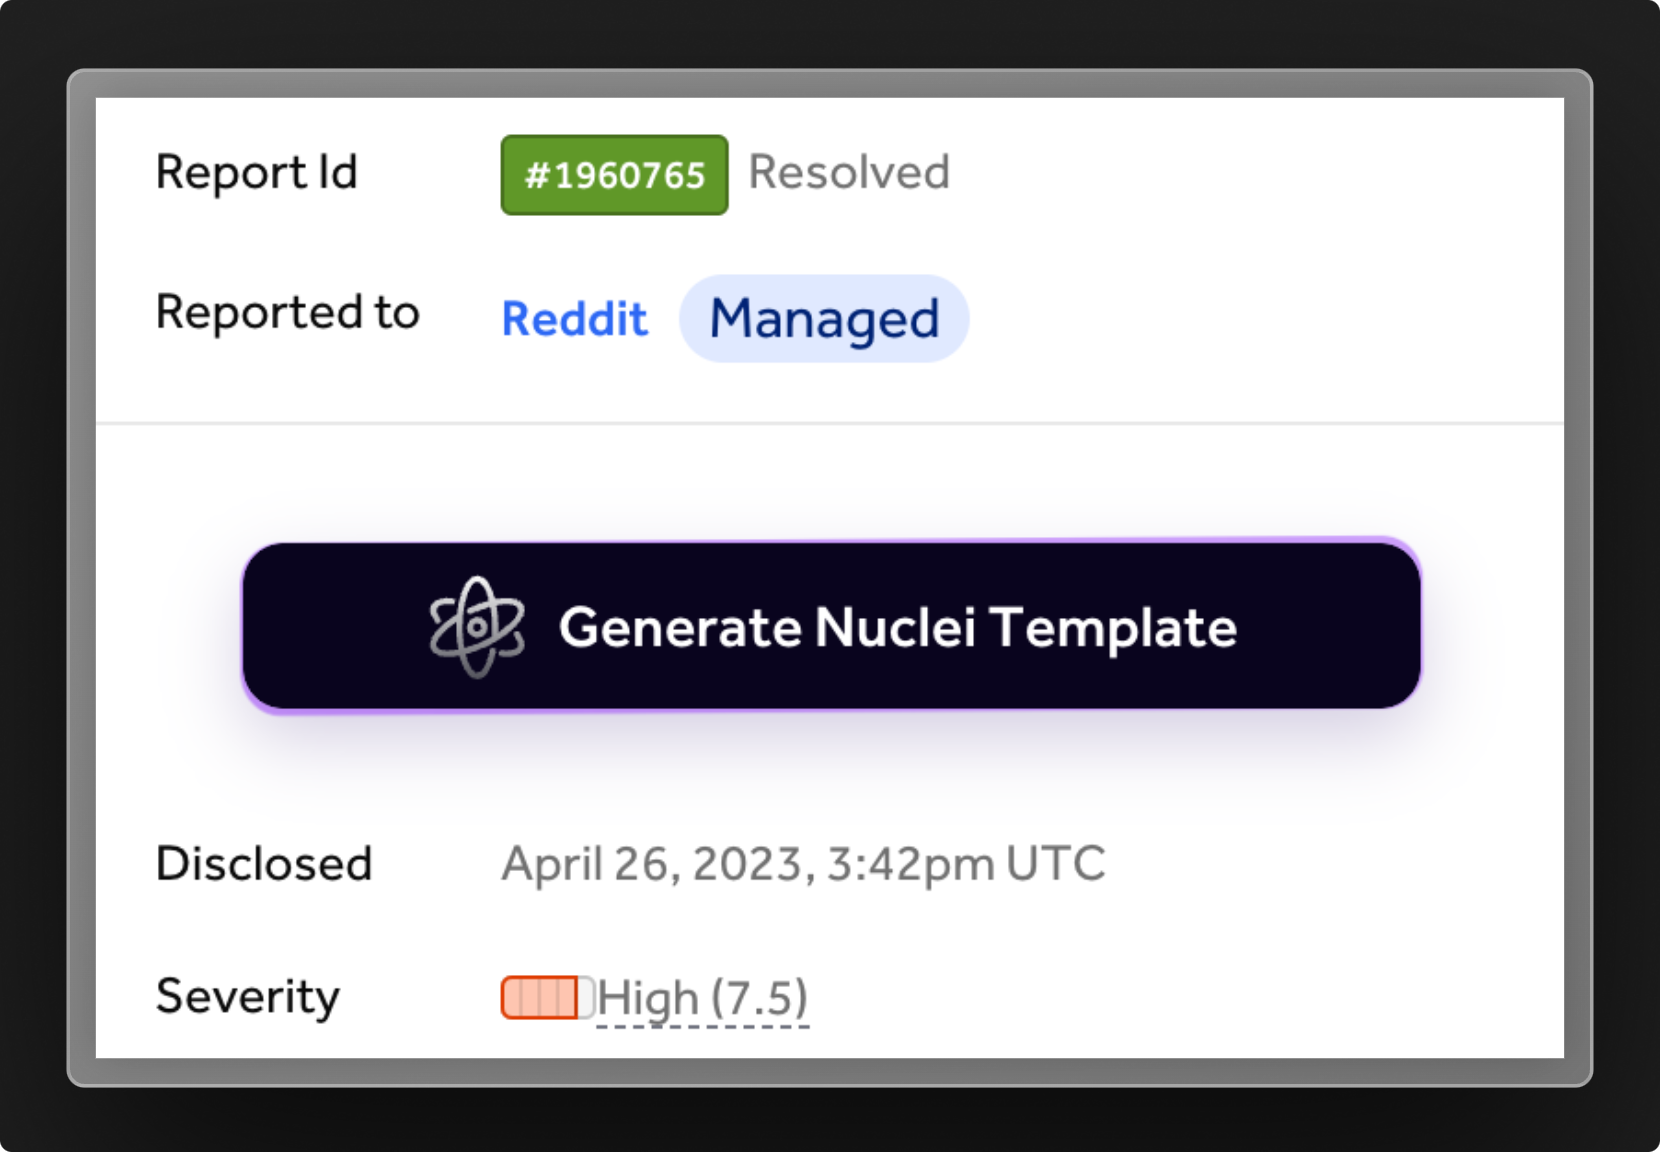 Report Id #1960765 Resolved
Reported to Reddit Managed
Generate Nuclei Template
Disclosed April 26, 2023, 3:42pm UTC
Severity High (7.5)